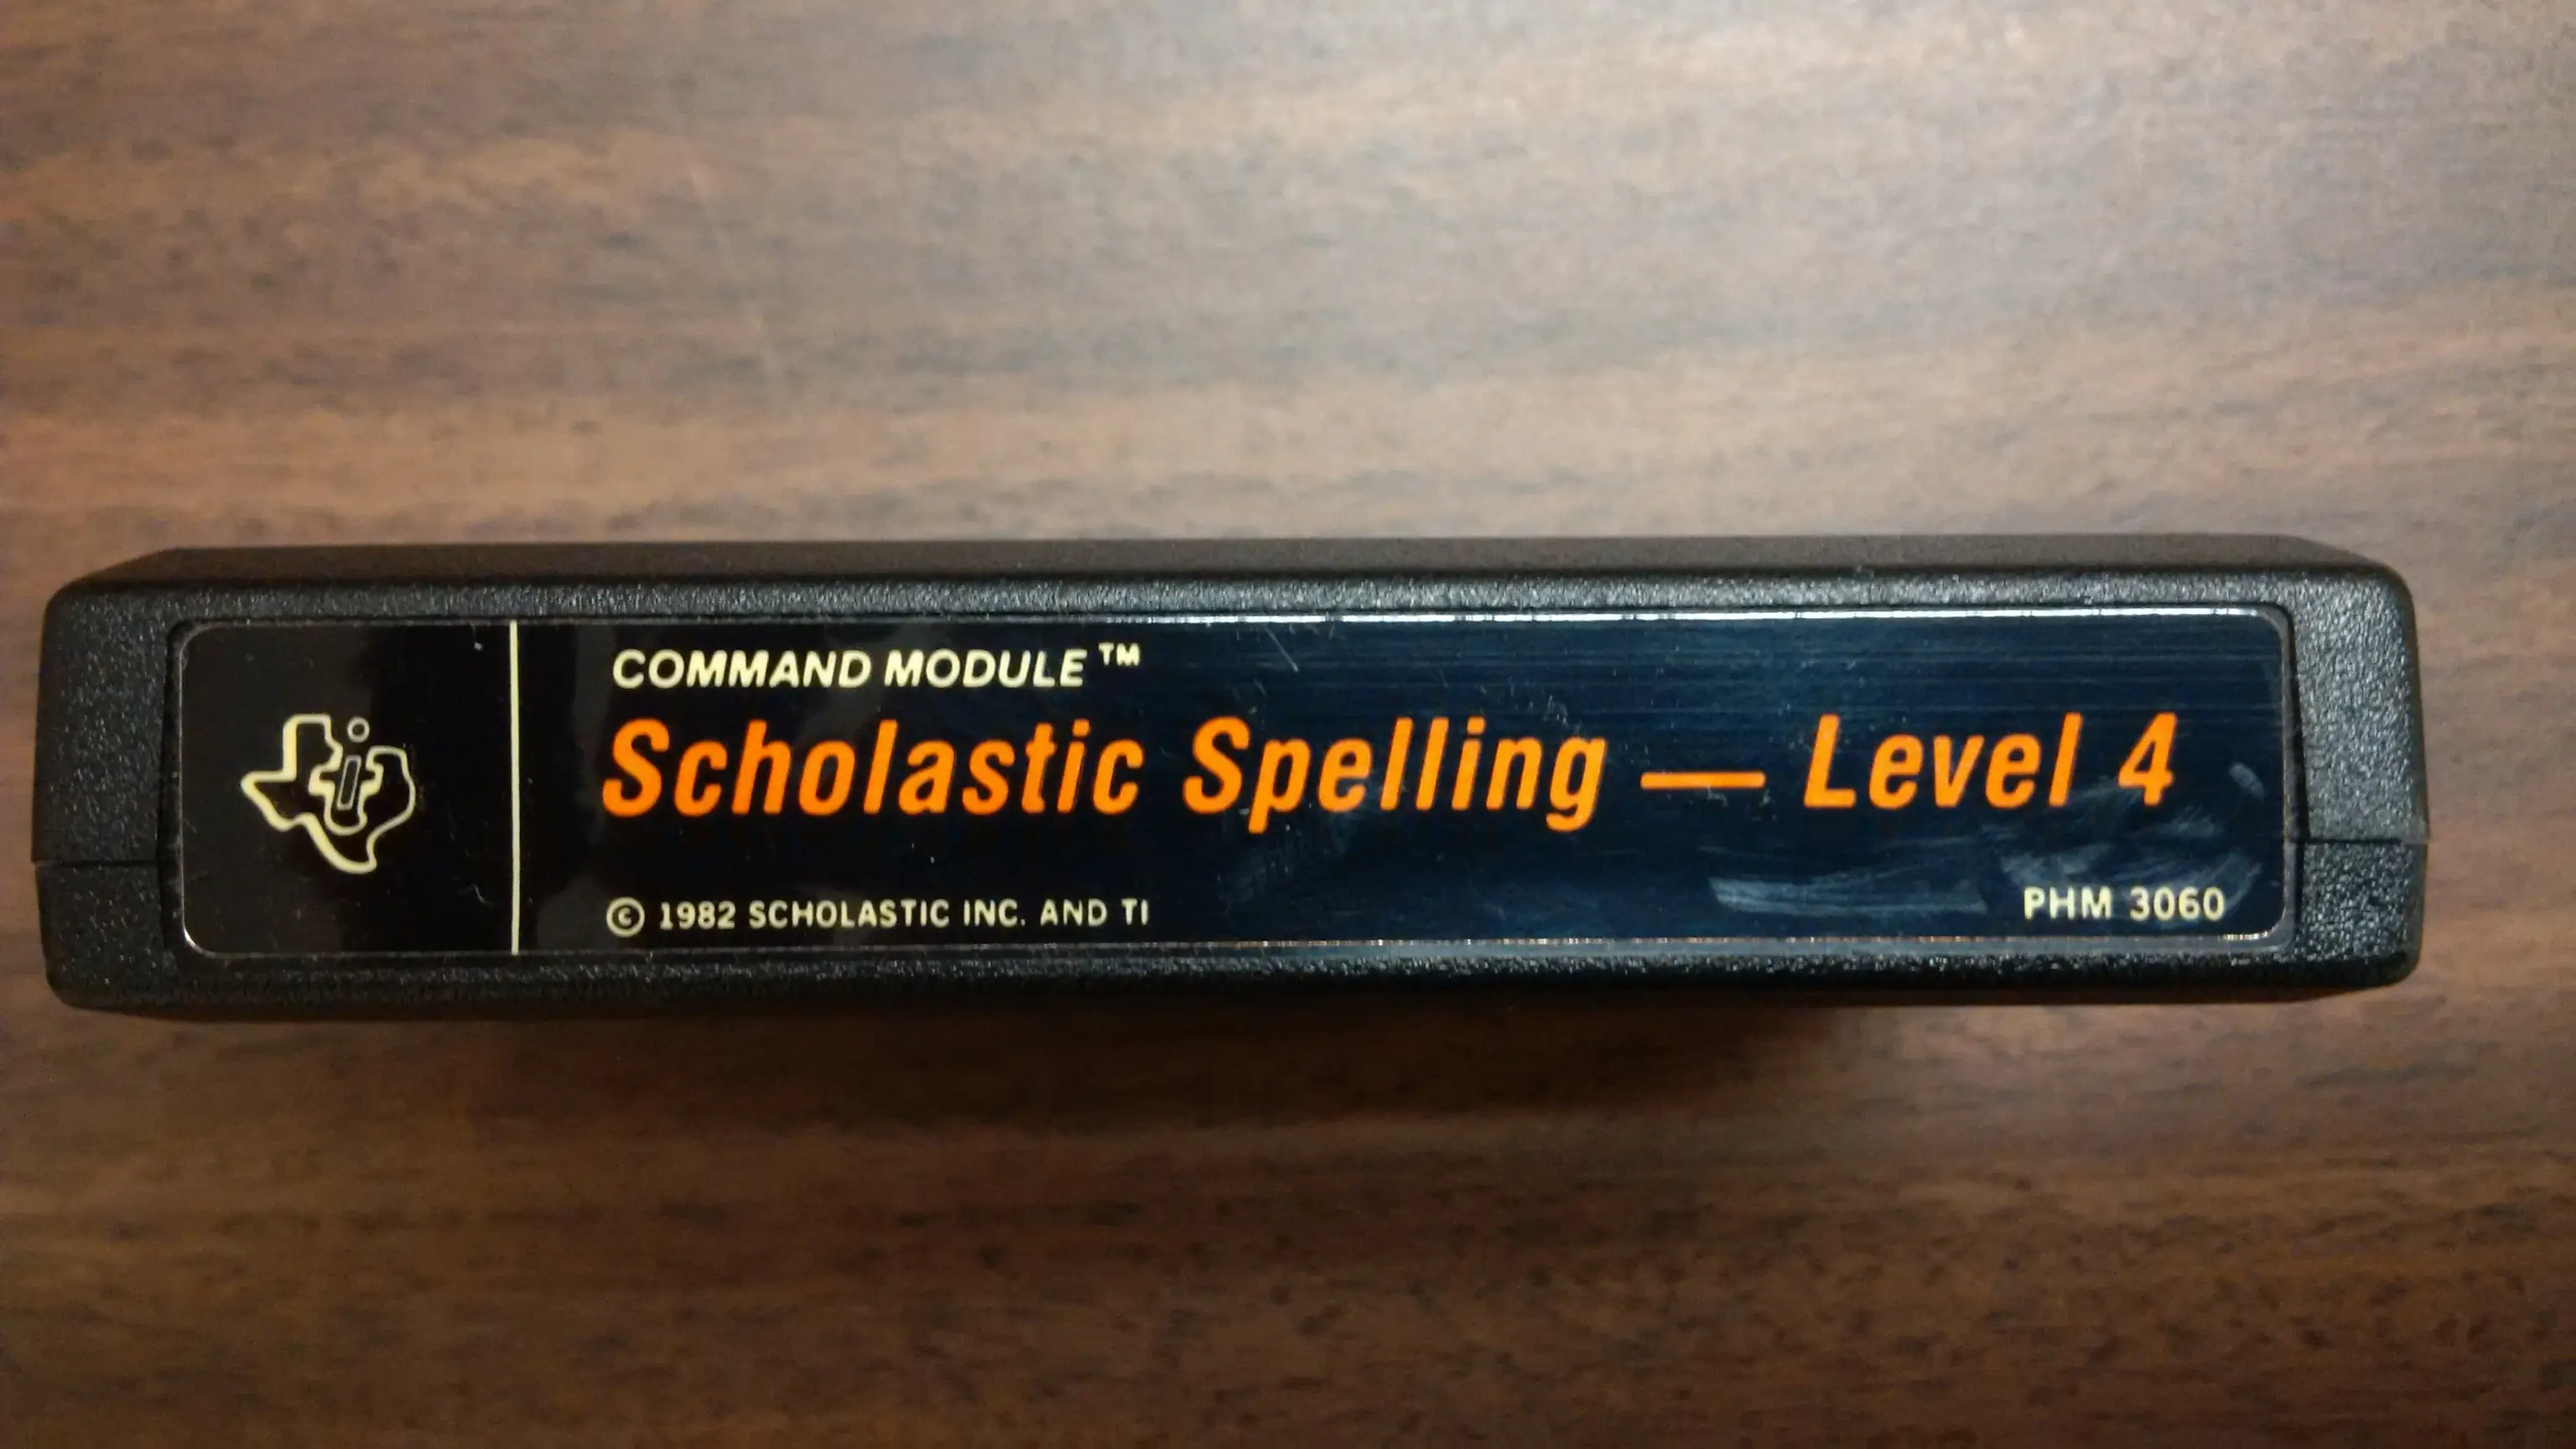 COMMAND MODULE™
Scholastic Spelling — Level 4
© 1982 SCHOLASTIC INC. AND TI
PHM 3060